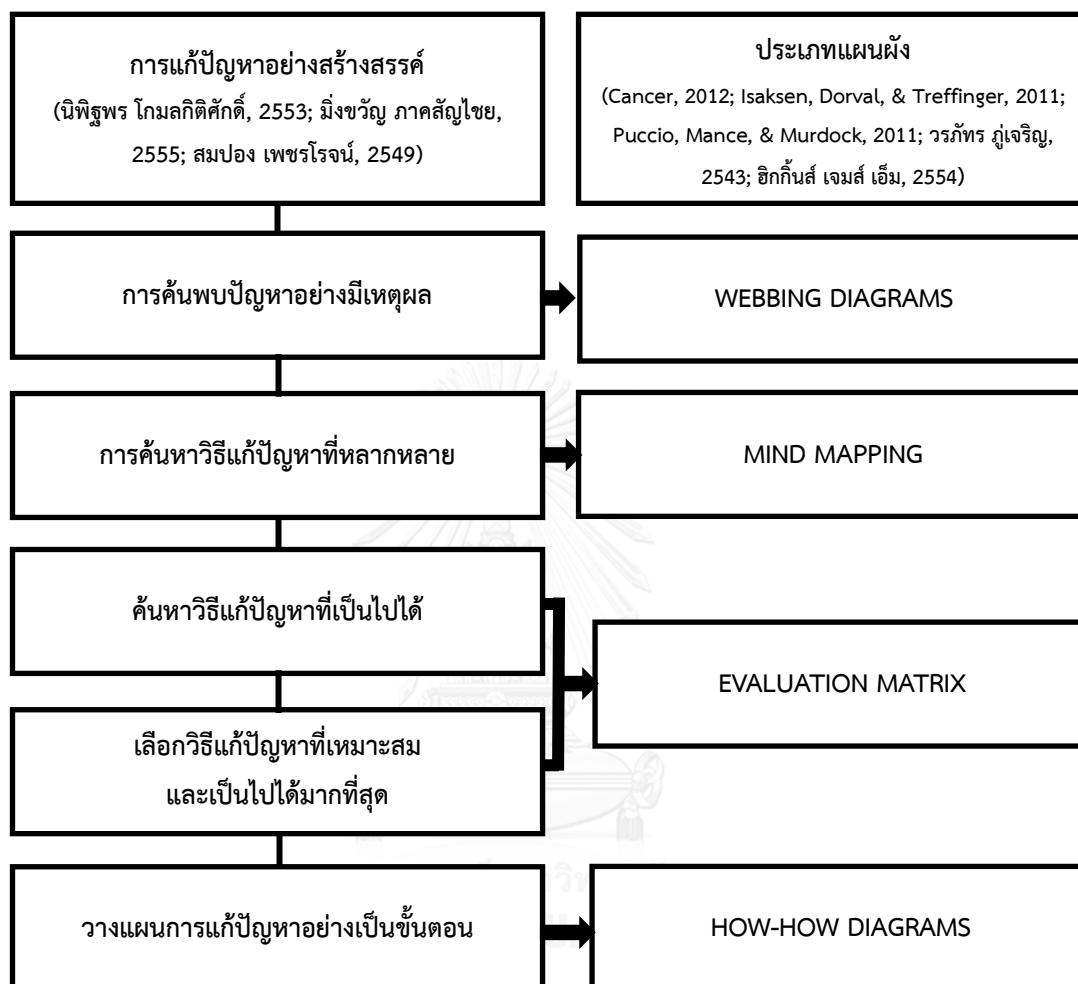 การแก้ปัญหาอย่างสร้างสรรค์
(นิพิฐพร โกมลกิติศักดิ์, 2553; มิ่งขวัญ ภาคสัญไชย,
2555; สมปอง เพชรโรจน์, 2549)
ประเภทแผนผัง
(Cancer, 2012; Isaksen, Dorval, & Treffinger, 2011;
Puccio, Mance, & Murdock, 2011; วรภัทร ภู่เจริญ,
2543; ฮิกกิ้นส์ เจมส์ เอ็ม, 2554)
การค้นพบปัญหาอย่างมีเหตุผล
WEBBING DIAGRAMS
การค้นหาวิธีแก้ปัญหาที่หลากหลาย
MIND MAPPING
ค้นหาวิธีแก้ปัญหาที่เป็นไปได้
EVALUATION MATRIX
เลือกวิธีแก้ปัญหาที่เหมาะสม
และเป็นไปได้มากที่สุด
วางแผนการแก้ปัญหาอย่างเป็นขั้นตอน
HOW-HOW DIAGRAMS